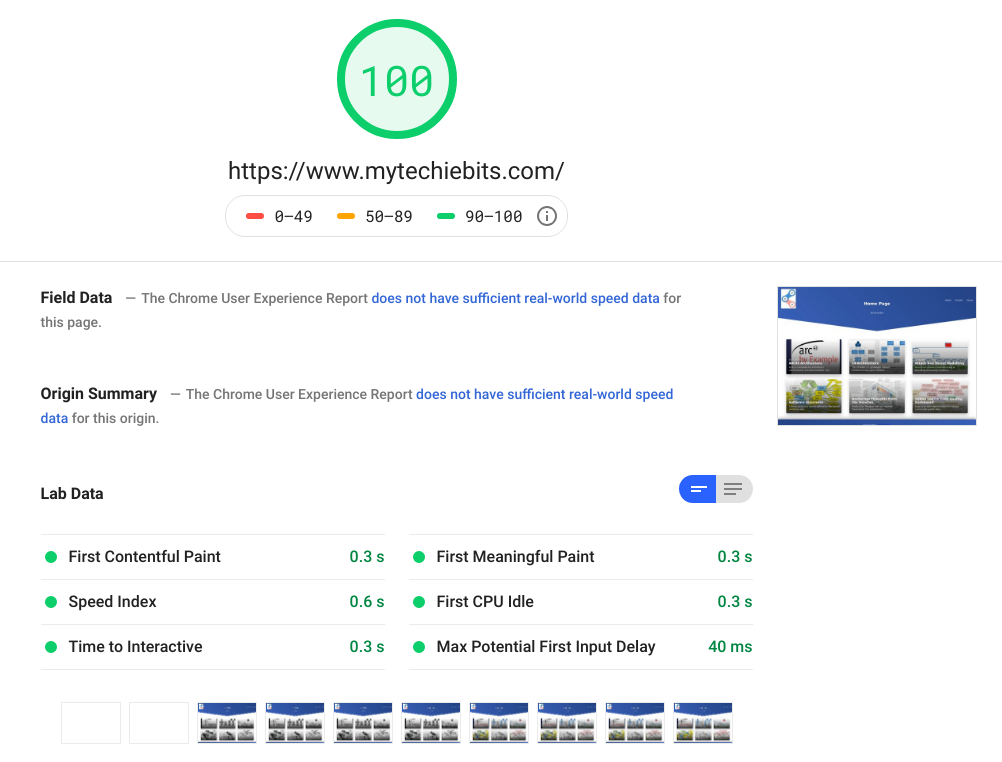 100
https://www.mytechiebits.com/
0–49 50–89 90–100
Field Data — The Chrome User Experience Report does not have sufficient real-world speed data for
this page.
Home Page
arc
by Example
Origin Summary — The Chrome User Experience Report does not have sufficient real-world speed
data for this origin.
Lab Data
First Contentful Paint 0.3 s
First Meaningful Paint 0.3 s
Speed Index 0.6 s
First CPU Idle 0.3 s
Time to Interactive 0.3 s
Max Potential First Input Delay 40 ms